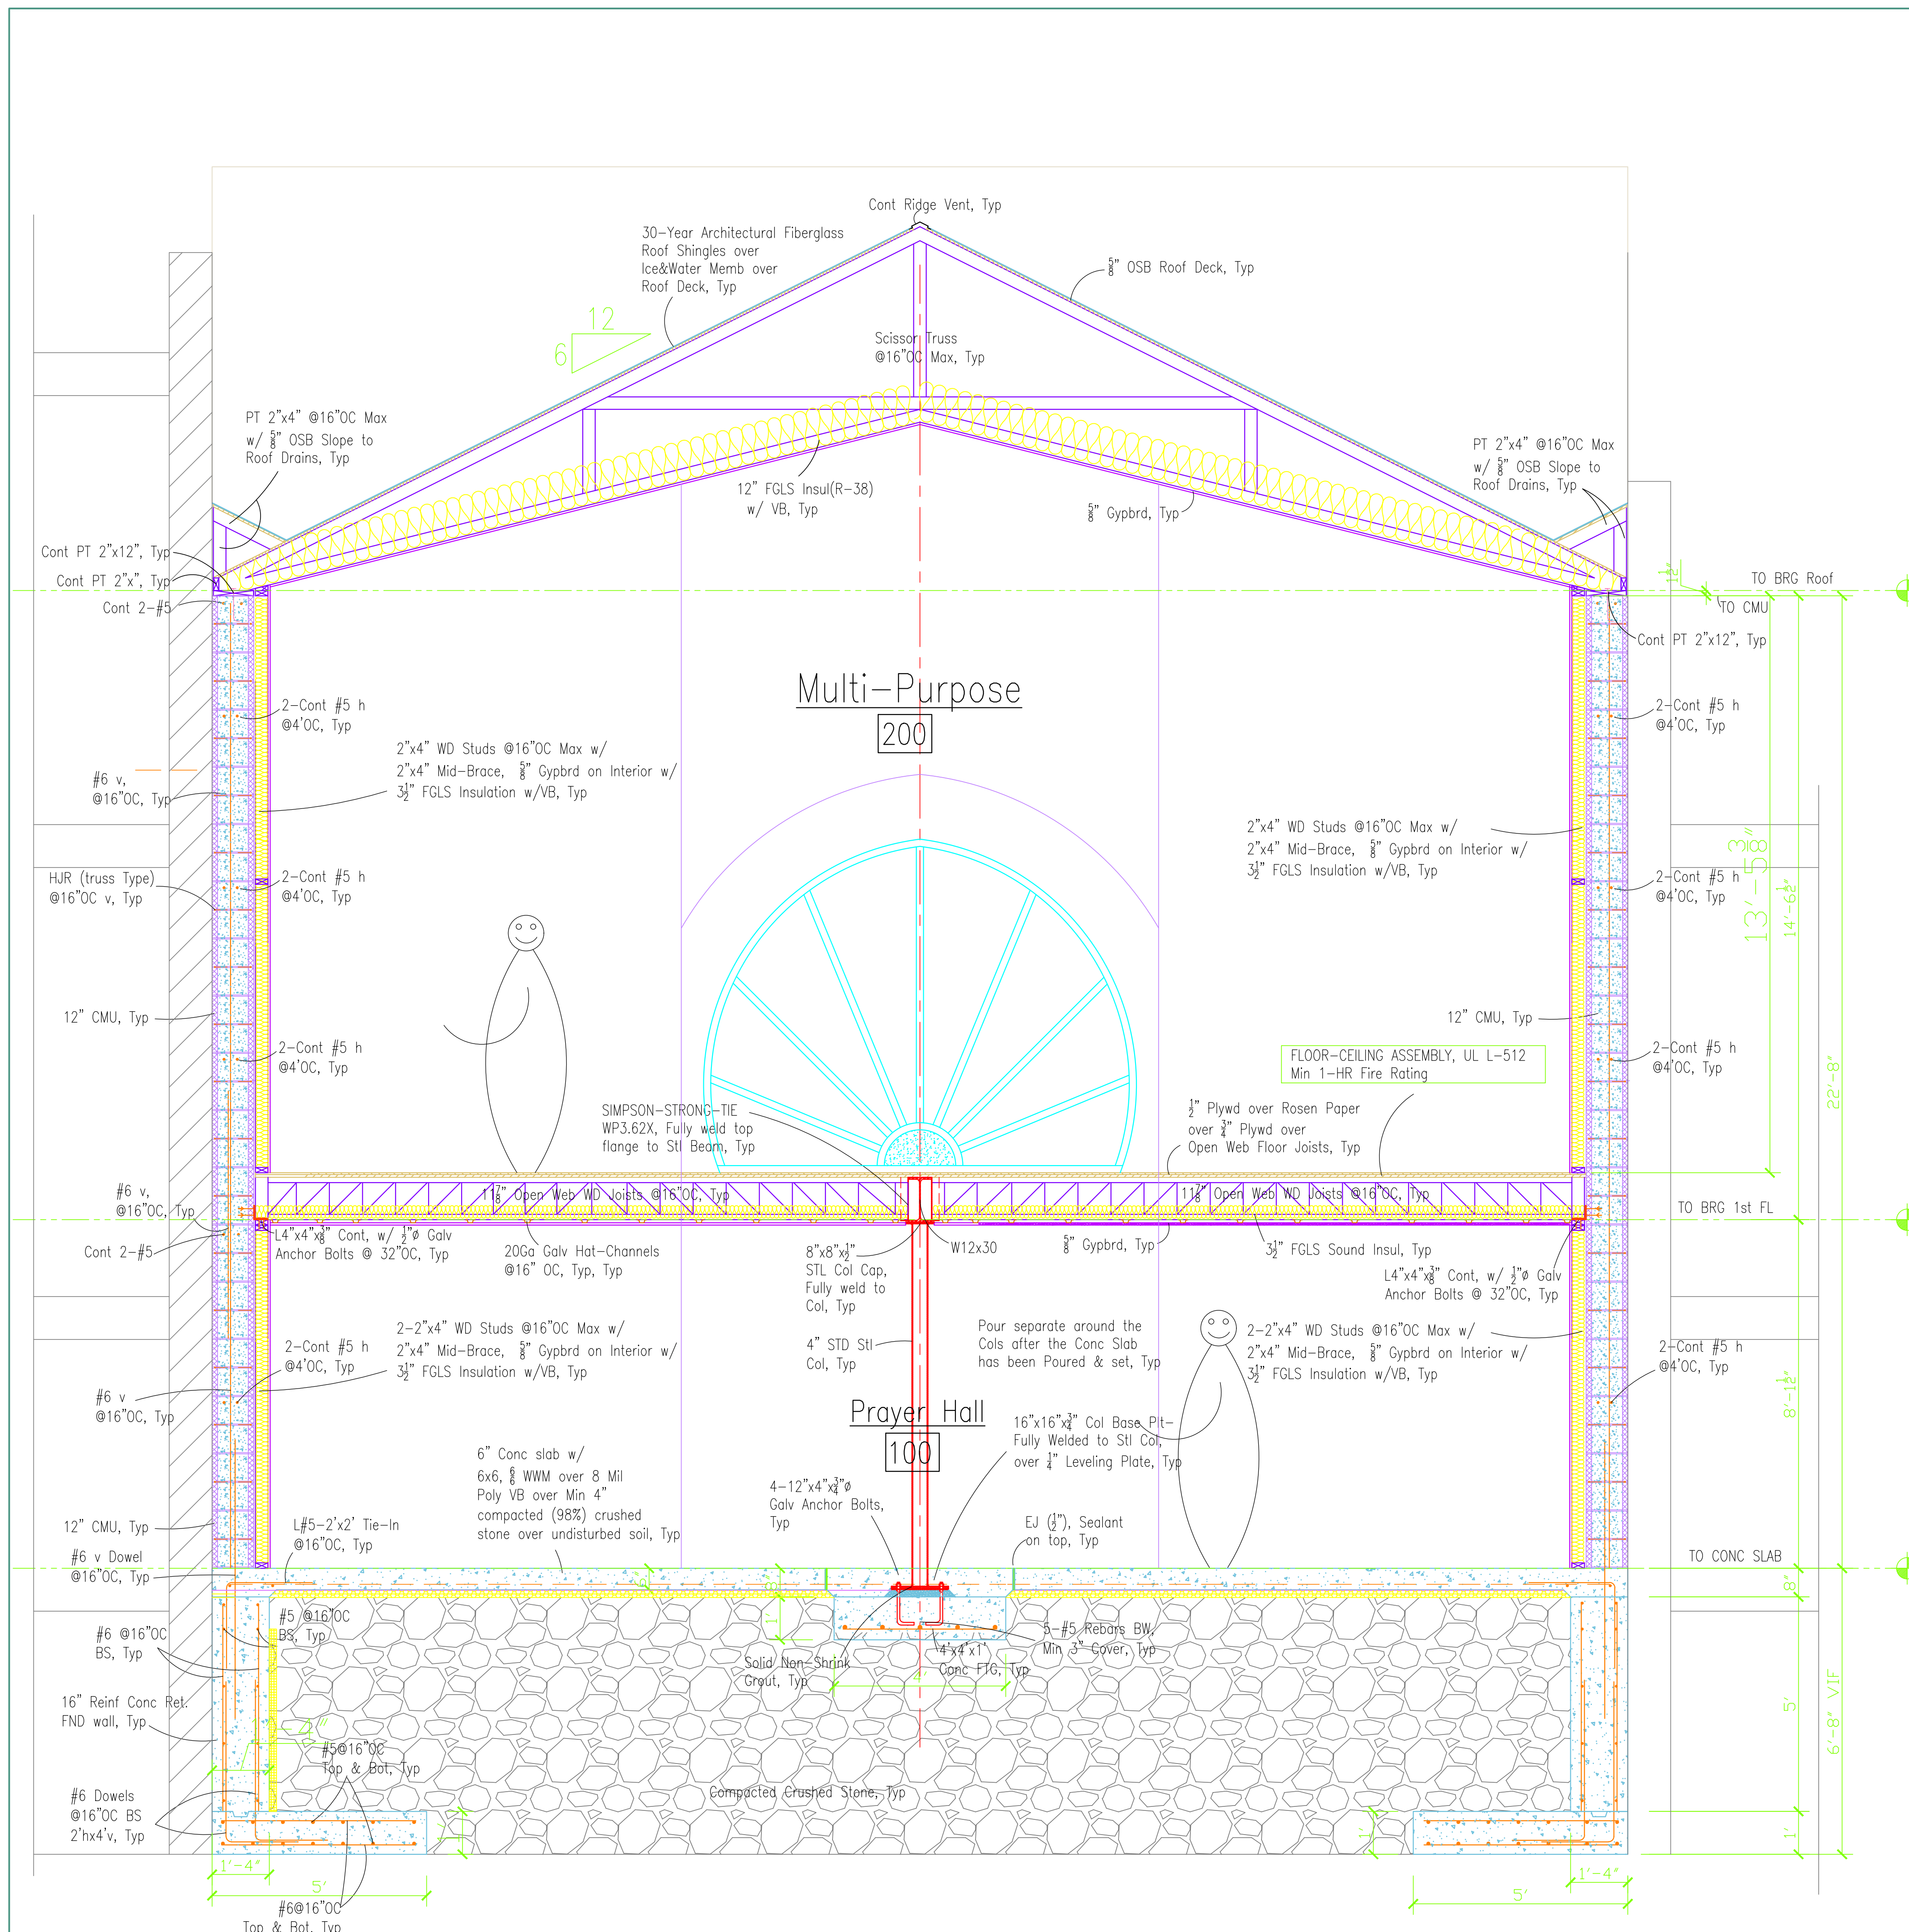 Cont Ridge Vent, Typ
30-Year Architectural Fiberglass
Roof Shingles over
Ice&Water Memb over
Roof Deck, Typ
5/8" OSB Roof Deck, Typ
12
6
Scissor Truss
@16"OC Max, Typ
PT 2"x4" @16"OC Max
w/ 5/8" OSB Slope to
Roof Drains, Typ
PT 2"x4" @16"OC Max
w/ 5/8" OSB Slope to
Roof Drains, Typ
12" FGLS Insul(R-38)
w/ VB, Typ
5/8" Gypbrd, Typ
Cont PT 2"x12", Typ
Cont PT 2"x", Typ
Cont 2-#5
TO BRG Roof
TO CMU
Cont PT 2"x12", Typ
Multi-Purpose
200
2-Cont #5 h
@4'OC, Typ
2-Cont #5 h
@4'OC, Typ
2"x4" WD Studs @16"OC Max w/
2"x4" Mid-Brace, 5/8" Gypbrd on Interior w/
3 1/2" FGLS Insulation w/VB, Typ
#6 v,
@16"OC, Typ
2"x4" WD Studs @16"OC Max w/
2"x4" Mid-Brace, 5/8" Gypbrd on Interior w/
3 1/2" FGLS Insulation w/VB, Typ
HJR (truss Type)
@16"OC v, Typ
2-Cont #5 h
@4'OC, Typ
2-Cont #5 h
@4'OC, Typ
13'-5 3/8"
14'-6 1/2"
22'-8"
12" CMU, Typ
12" CMU, Typ
2-Cont #5 h
@4'OC, Typ
2-Cont #5 h
@4'OC, Typ
FLOOR-CEILING ASSEMBLY, UL L-512
Min 1-HR Fire Rating
SIMPSON-STRONG-TIE
WP3.62X, Fully weld top
flange to Stl Beam, Typ
1/2" Plywd over Rosen Paper
over 3/4" Plywd over
Open Web Floor Joists, Typ
11 7/8" Open Web WD Joists @16"OC, Typ
11 7/8" Open Web WD Joists @16"OC, Typ
#6 v,
@16"OC, Typ
Cont 2-#5
TO BRG 1st FL
L4"x4"x3/8" Cont, w/ 1/2"ø Galv
Anchor Bolts @ 32"OC, Typ
20Ga Galv Hat-Channels
@16" OC, Typ, Typ
8"x8"x1/2"
STL Col Cap,
Fully weld to
Col, Typ
W12x30
5/8" Gypbrd, Typ
3 1/2" FGLS Sound Insul, Typ
L4"x4"x3/8" Cont, w/ 1/2"ø Galv
Anchor Bolts @ 32"OC, Typ
2-Cont #5 h
@4'OC, Typ
2-2"x4" WD Studs @16"OC Max w/
2"x4" Mid-Brace, 5/8" Gypbrd on Interior w/
3 1/2" FGLS Insulation w/VB, Typ
4" STD Stl
Col, Typ
Pour separate around the
Cols after the Conc Slab
has been Poured & set, Typ
2-2"x4" WD Studs @16"OC Max w/
2"x4" Mid-Brace, 5/8" Gypbrd on Interior w/
3 1/2" FGLS Insulation w/VB, Typ
2-Cont #5 h
@4'OC, Typ
8'-1 1/2"
#6 v
@16"OC, Typ
Prayer Hall
100
16"x16"x3/4" Col Base Plt-
Fully Welded to Stl Col,
over 1/4" Leveling Plate, Typ
6" Conc slab w/
6x6, 6/6 WWM over 8 Mil
Poly VB over Min 4"
compacted (98%) crushed
stone over undisturbed soil, Typ
4-12"x4"x3/4"ø
Galv Anchor Bolts,
Typ
EJ (1/2"), Sealant
on top, Typ
12" CMU, Typ
L#5-2'x2' Tie-In
@16"OC, Typ
#6 v Dowel
@16"OC, Typ
TO CONC SLAB
6"
8"
8"
1'
#5 @16"OC
BS, Typ
#6 @16"OC
BS, Typ
5-#5 Rebars BW,
Min 3" Cover, Typ
4'x4'x1'
Conc FTG, Typ
Solid Non-Shrink
Grout, Typ
4'
16" Reinf Conc Ret.
FND wall, Typ
#5@16"OC
Top & Bot, Typ
5'
6'-8" VIF
Compacted Crushed Stone, Typ
#6 Dowels
@16"OC BS
2'hx4'v, Typ
1'
1'
1'
1'-4"
5'
1'-4"
5'
#6@16"OC
Top & Bot, Typ